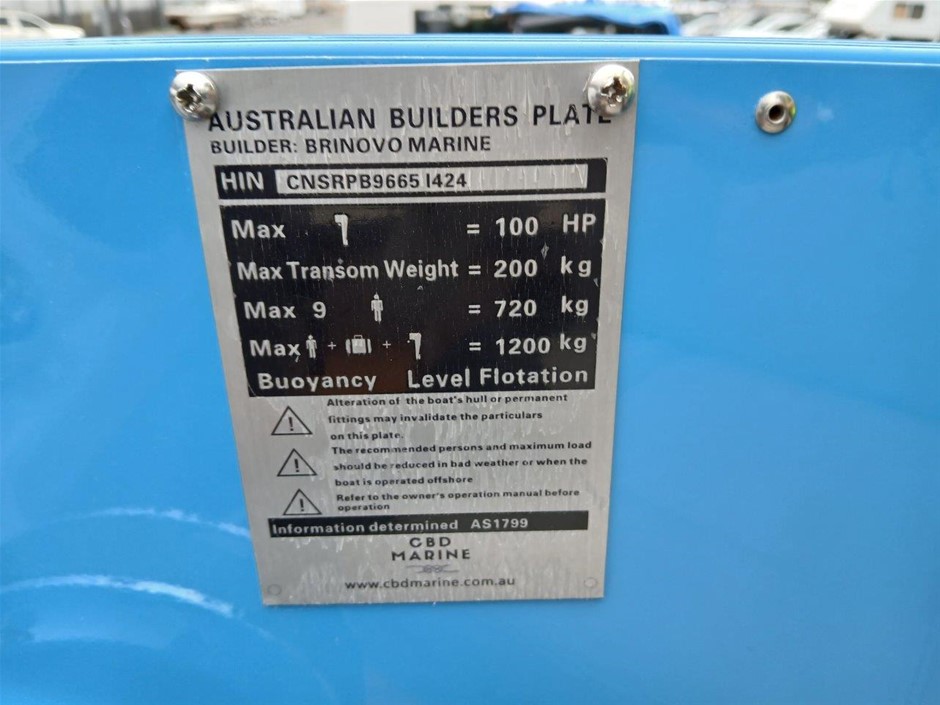 AUSTRALIAN BUILDERS PLATE
BUILDER: BRINOVO MARINE
HIN CNSRPB9665 I424
Max = 100 HP
Max Transom Weight = 200 kg
Max 9 = 720 kg
Max + + = 1200 kg
Buoyancy Level Flotation
Alteration of the boat's hull or permanent
fittings may invalidate the particulars
on this plate.
The recommended persons and maximum load
should be reduced in bad weather or when the
boat is operated offshore
Refer to the owner's operation manual before
operation
Information determined AS1799
CBD
MARINE
www.cbdmarine.com.au